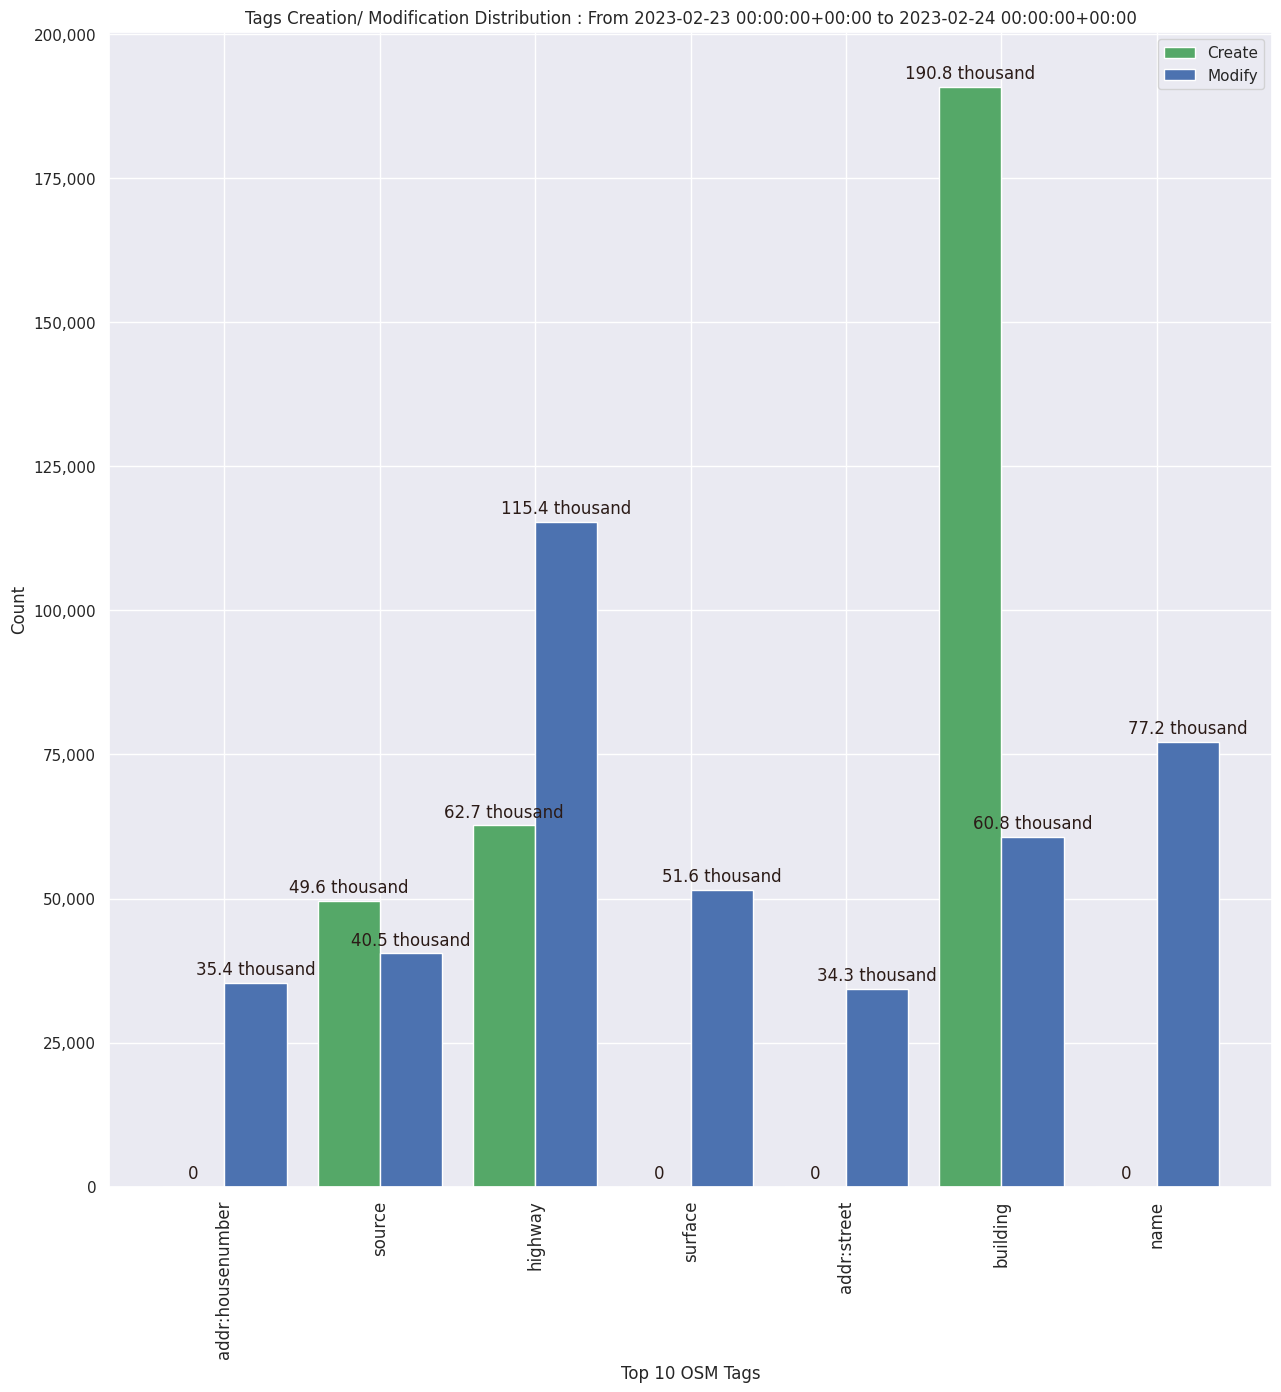 Tags Creation/ Modification Distribution : From 2023-02-23 00:00:00+00:00 to 2023-02-24 00:00:00+00:00
Create
Modify
200,000
175,000
150,000
125,000
100,000
75,000
50,000
25,000
0
Count
0
35.4 thousand
49.6 thousand
40.5 thousand
62.7 thousand
115.4 thousand
0
51.6 thousand
0
34.3 thousand
190.8 thousand
60.8 thousand
0
77.2 thousand
addr:housenumber
source
highway
surface
addr:street
building
name
Top 10 OSM Tags